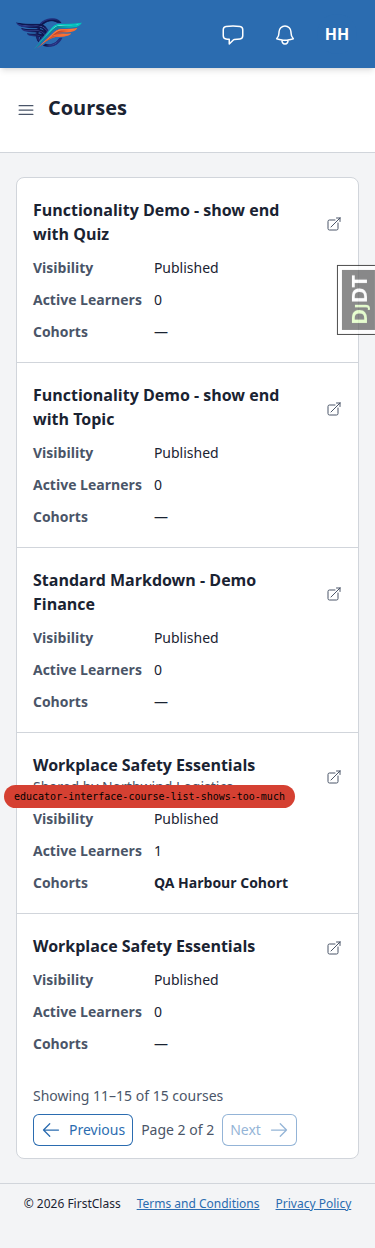 HH
Courses
Functionality Demo - show end
with Quiz
Visibility Published
Active Learners 0
Cohorts —
DjDT
Functionality Demo - show end
with Topic
Visibility Published
Active Learners 0
Cohorts —
Standard Markdown - Demo
Finance
Visibility Published
Active Learners 0
Cohorts —
Workplace Safety Essentials
Shared by Northwind Logistics
educator-interface-course-list-shows-too-much
Visibility Published
Active Learners 1
Cohorts QA Harbour Cohort
Workplace Safety Essentials
Visibility Published
Active Learners 0
Cohorts —
Showing 11–15 of 15 courses
Previous Page 2 of 2 Next
© 2026 FirstClass Terms and Conditions Privacy Policy